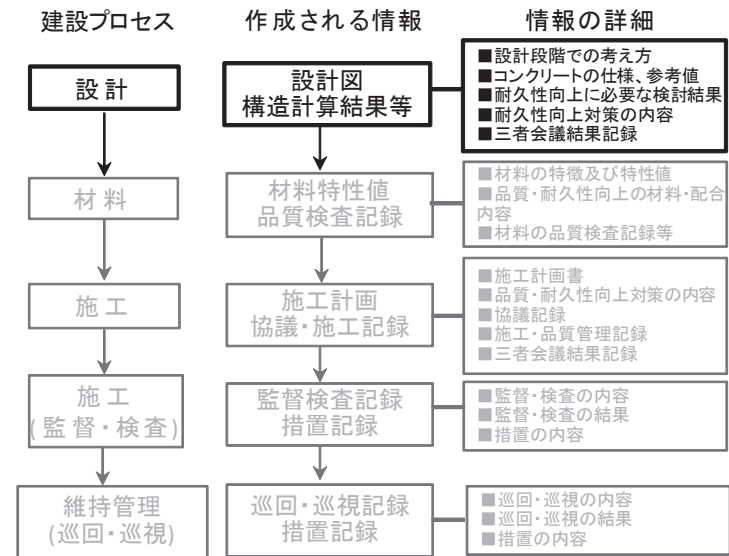 建設プロセス
作成される情報
情報の詳細
設計
設計図
構造計算結果等
■設計段階での考え方
■コンクリートの仕様、参考値
■耐久性向上に必要な検討結果
■耐久性向上対策の内容
■三者会議結果記録
材料
材料特性値
品質検査記録
■材料の特徴及び特性値
■品質・耐久性向上の材料・配合
内容
■材料の品質検査記録等
施工
施工計画
協議・施工記録
■施工計画書
■品質・耐久性向上対策の内容
■協議記録
■施工・品質管理記録
■三者会議結果記録
施工
(監督・検査)
監督検査記録
措置記録
■監督・検査の内容
■監督・検査の結果
■措置の内容
維持管理
(巡回・巡視)
巡回・巡視記録
措置記録
■巡回・巡視の内容
■巡回・巡視の結果
■措置の内容